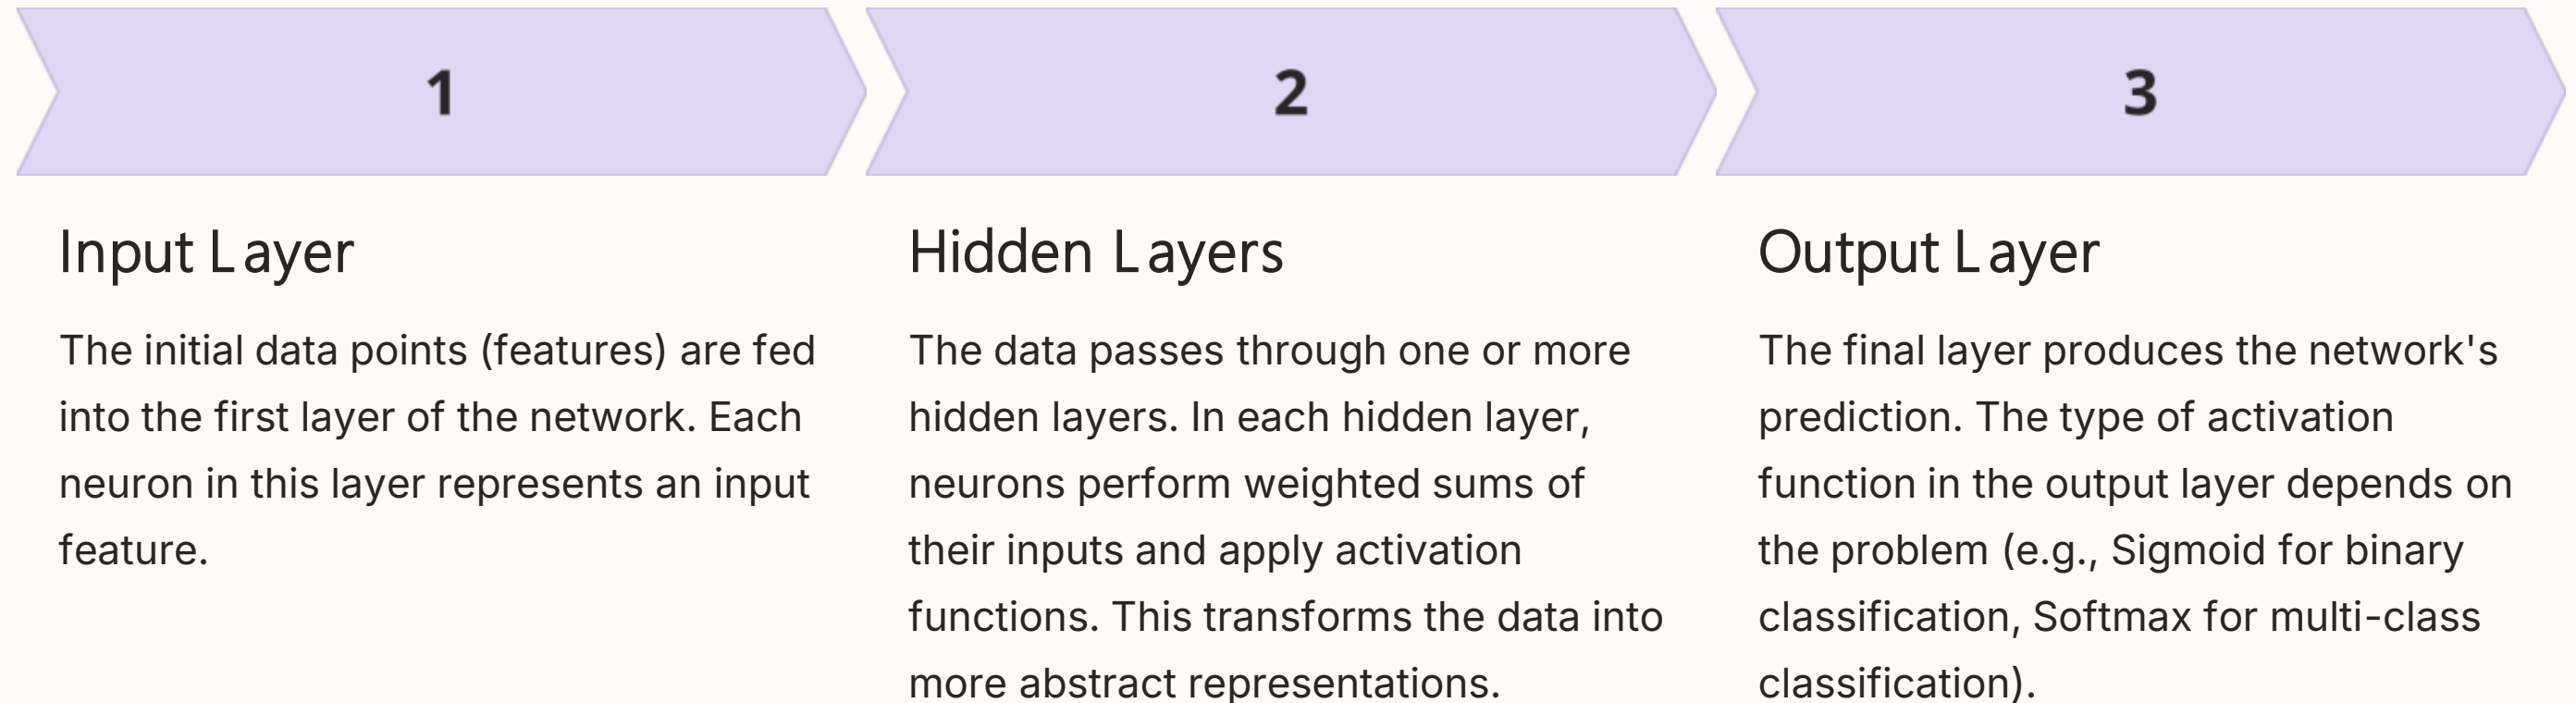 1
2
3
Input Layer
The initial data points (features) are fed
into the first layer of the network. Each
neuron in this layer represents an input
feature.
Hidden Layers
The data passes through one or more
hidden layers. In each hidden layer,
neurons perform weighted sums of
their inputs and apply activation
functions. This transforms the data into
more abstract representations.
Output Layer
The final layer produces the network's
prediction. The type of activation
function in the output layer depends on
the problem (e.g., Sigmoid for binary
classification, Softmax for multi-class
classification).